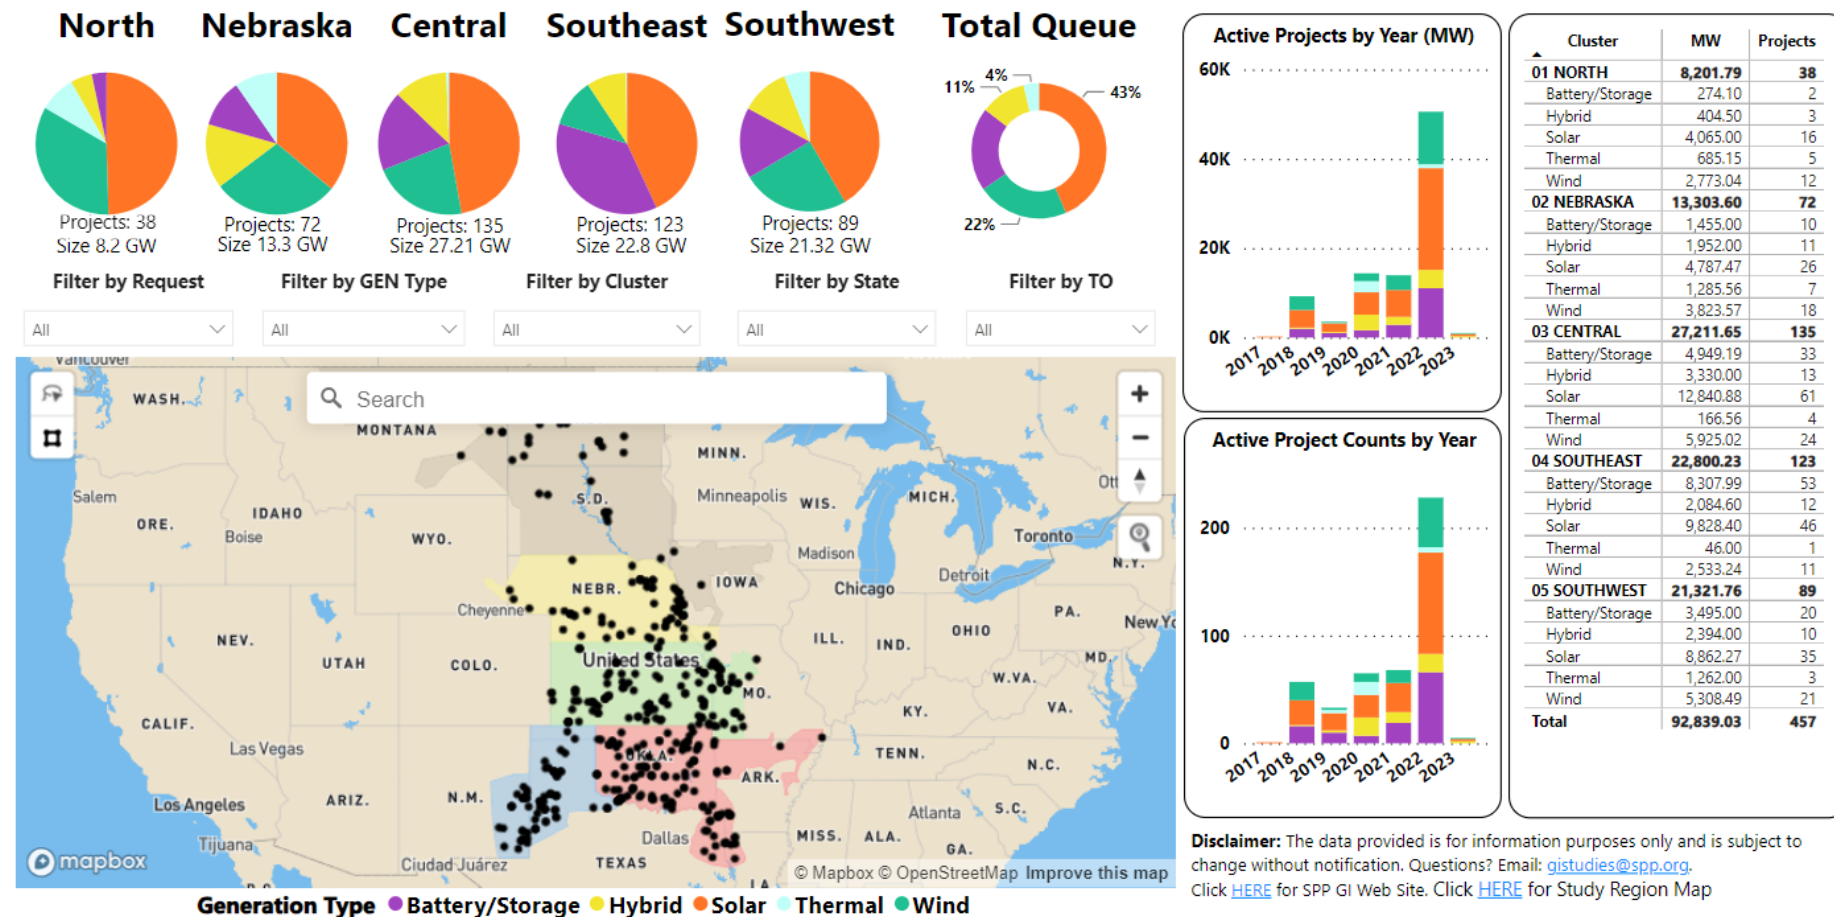 North
Nebraska
Central
Southeast
Southwest
Total Queue
Projects: 38
Size 8.2 GW
Projects: 72
Size 13.3 GW
Projects: 135
Size 27.21 GW
Projects: 123
Size 22.8 GW
Projects: 89
Size 21.32 GW
4%
11%
43%
22%
Filter by Request
Filter by GEN Type
Filter by Cluster
Filter by State
Filter by TO
All
All
All
All
All
Vancouver
Search
WASH.
MONTANA
MINN.
Salem
S.D.
Minneapolis
WIS.
MICH.
Ott
ORE.
IDAHO
Boise
WYO.
Toronto
Madison
N.Y.
NEBR.
IOWA
Chicago
Detroit
Cheyenne
PA.
New Yo
NEV.
ILL.
IND.
OHIO
UTAH
COLO.
United States
MD.
W.VA.
MO.
KY.
VA.
CALIF.
Las Vegas
OKLA.
TENN.
N.C.
ARK.
Los Angeles
ARIZ.
N.M.
Atlanta
S.C.
Tijuana
Dallas
MISS.
ALA.
GA.
mapbox
Ciudad Juárez
TEXAS
© Mapbox © OpenStreetMap Improve this map
B.C.
LA.
Generation Type Battery/Storage Hybrid Solar Thermal Wind
Active Projects by Year (MW)
60K
40K
20K
0K
2017 2018 2019 2020 2021 2022 2023
Active Project Counts by Year
200
100
0
2017 2018 2019 2020 2021 2022 2023
Cluster MW Projects
01 NORTH 8,201.79 38
Battery/Storage 274.10 2
Hybrid 404.50 3
Solar 4,065.00 16
Thermal 685.15 5
Wind 2,773.04 12
02 NEBRASKA 13,303.60 72
Battery/Storage 1,455.00 10
Hybrid 1,952.00 11
Solar 4,787.47 26
Thermal 1,285.56 7
Wind 3,823.57 18
03 CENTRAL 27,211.65 135
Battery/Storage 4,949.19 33
Hybrid 3,330.00 13
Solar 12,840.88 61
Thermal 166.56 4
Wind 5,925.02 24
04 SOUTHEAST 22,800.23 123
Battery/Storage 8,307.99 53
Hybrid 2,084.60 12
Solar 9,828.40 46
Thermal 46.00 1
Wind 2,533.24 11
05 SOUTHWEST 21,321.76 89
Battery/Storage 3,495.00 20
Hybrid 2,394.00 10
Solar 8,862.27 35
Thermal 1,262.00 3
Wind 5,308.49 21
Total 92,839.03 457
Disclaimer: The data provided is for information purposes only and is subject to
change without notification. Questions? Email: gistudies@spp.org.
Click HERE for SPP GI Web Site. Click HERE for Study Region Map